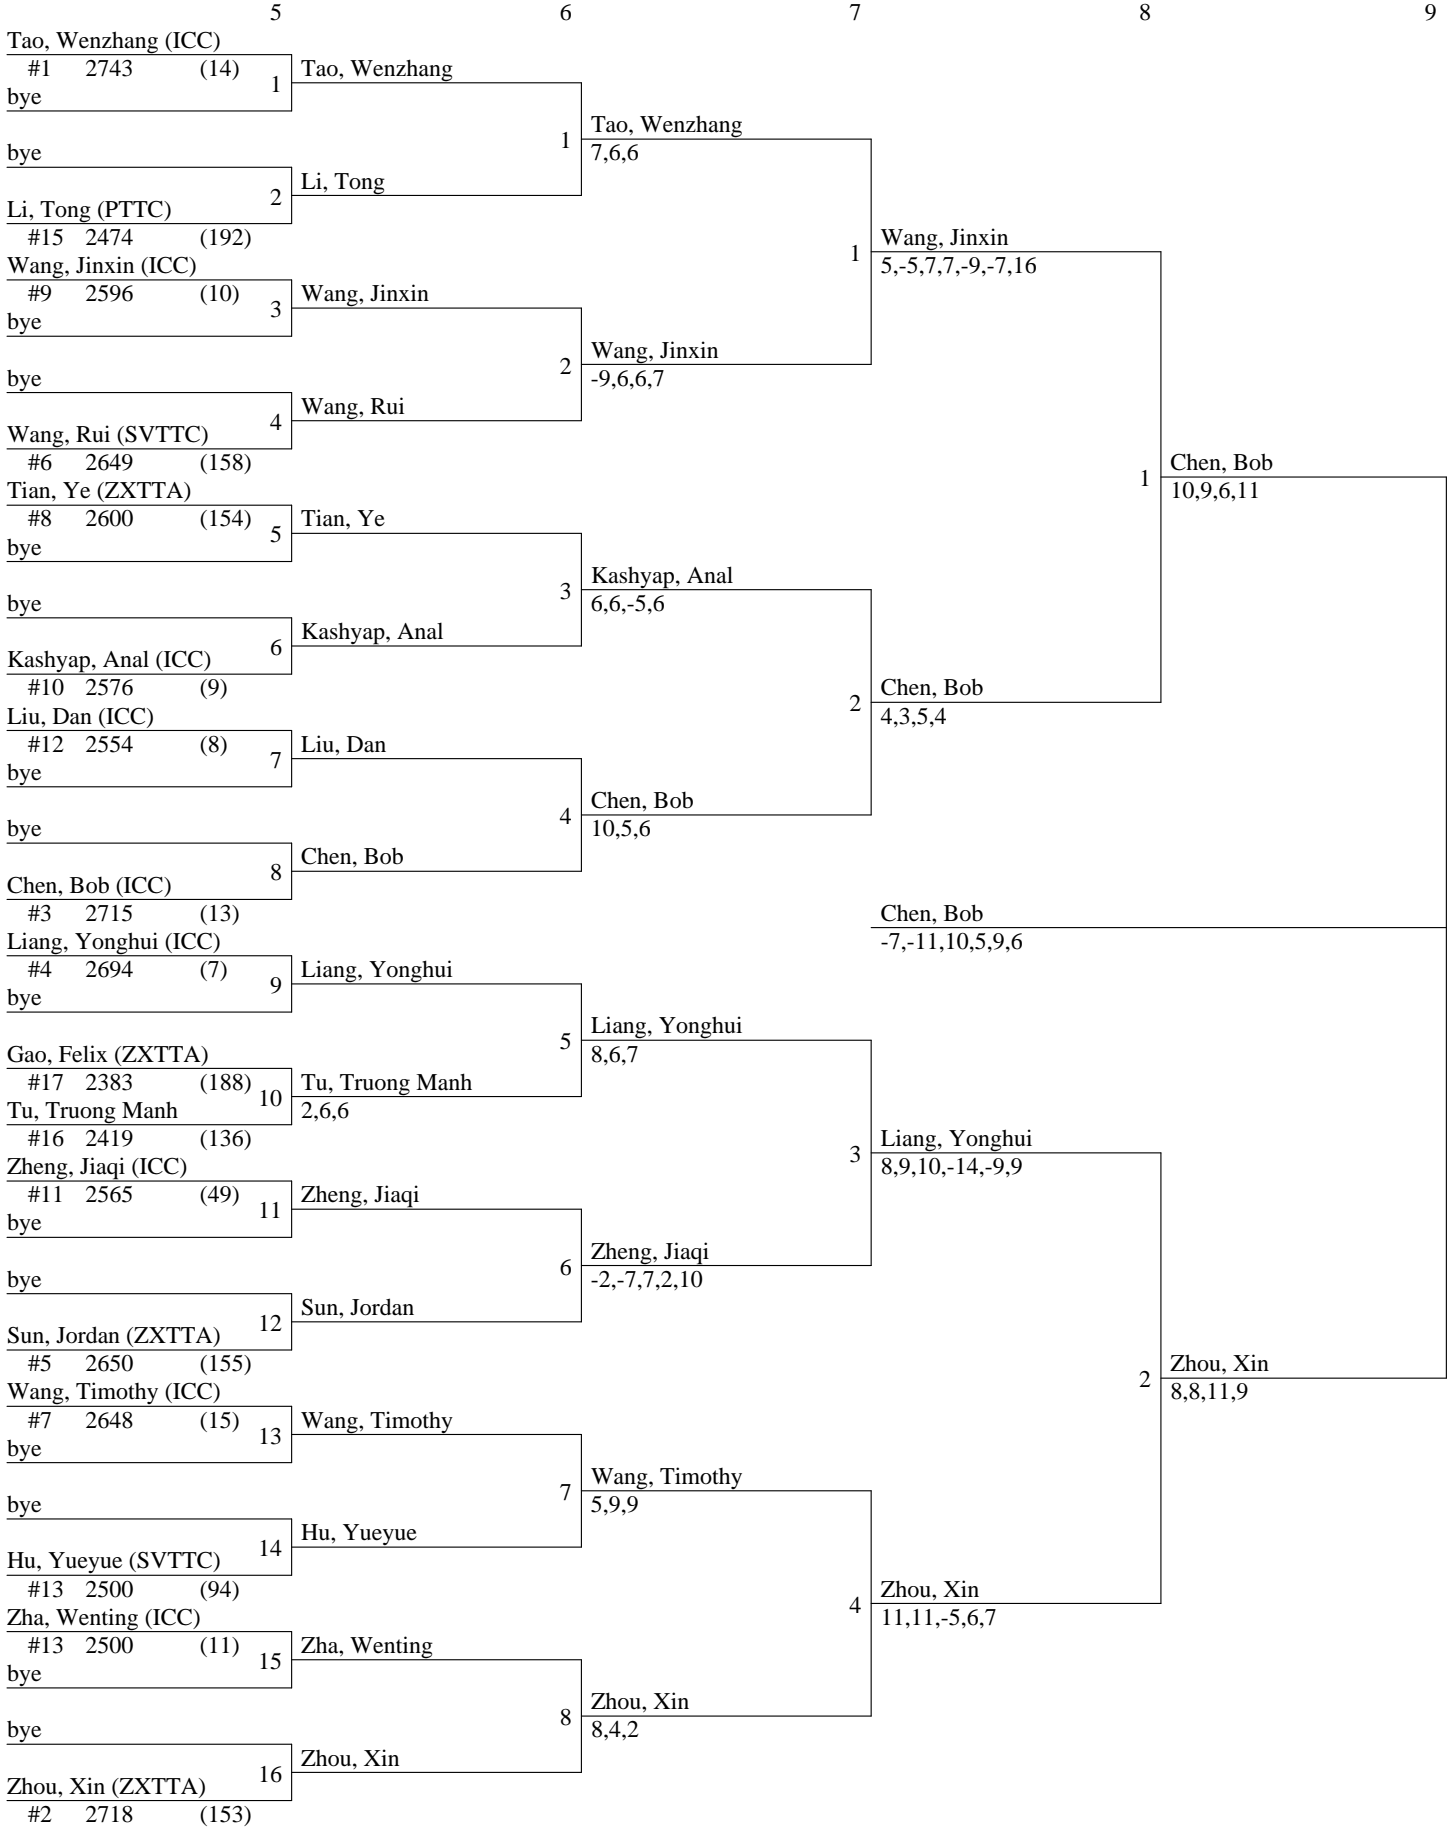 5 6 7 8 9
Tao, Wenzhang (ICC)
#1 2743 (14)
1 Tao, Wenzhang
bye
1 Tao, Wenzhang
7,6,6
bye
2 Li, Tong
Li, Tong (PTTC)
#15 2474 (192)
1 Wang, Jinxin
5,-5,7,7,-9,-7,16
Wang, Jinxin (ICC)
#9 2596 (10)
3 Wang, Jinxin
bye
2 Wang, Jinxin
-9,6,6,7
bye
4 Wang, Rui
Wang, Rui (SVTTC)
#6 2649 (158)
1 Chen, Bob
10,9,6,11
Tian, Ye (ZXTTA)
#8 2600 (154)
5 Tian, Ye
bye
3 Kashyap, Anal
6,6,-5,6
bye
6 Kashyap, Anal
Kashyap, Anal (ICC)
#10 2576 (9)
2 Chen, Bob
4,3,5,4
Liu, Dan (ICC)
#12 2554 (8)
7 Liu, Dan
bye
4 Chen, Bob
10,5,6
bye
8 Chen, Bob
Chen, Bob (ICC)
#3 2715 (13)
Chen, Bob
-7,-11,10,5,9,6
Liang, Yonghui (ICC)
#4 2694 (7)
9 Liang, Yonghui
bye
5 Liang, Yonghui
8,6,7
Gao, Felix (ZXTTA)
#17 2383 (188)
10 Tu, Truong Manh
2,6,6
Tu, Truong Manh
#16 2419 (136)
3 Liang, Yonghui
8,9,10,-14,-9,9
Zheng, Jiaqi (ICC)
#11 2565 (49)
11 Zheng, Jiaqi
bye
6 Zheng, Jiaqi
-2,-7,7,2,10
bye
12 Sun, Jordan
Sun, Jordan (ZXTTA)
#5 2650 (155)
2 Zhou, Xin
8,8,11,9
Wang, Timothy (ICC)
#7 2648 (15)
13 Wang, Timothy
bye
7 Wang, Timothy
5,9,9
bye
14 Hu, Yueyue
Hu, Yueyue (SVTTC)
#13 2500 (94)
4 Zhou, Xin
11,11,-5,6,7
Zha, Wenting (ICC)
#13 2500 (11)
15 Zha, Wenting
bye
8 Zhou, Xin
8,4,2
bye
16 Zhou, Xin
Zhou, Xin (ZXTTA)
#2 2718 (153)